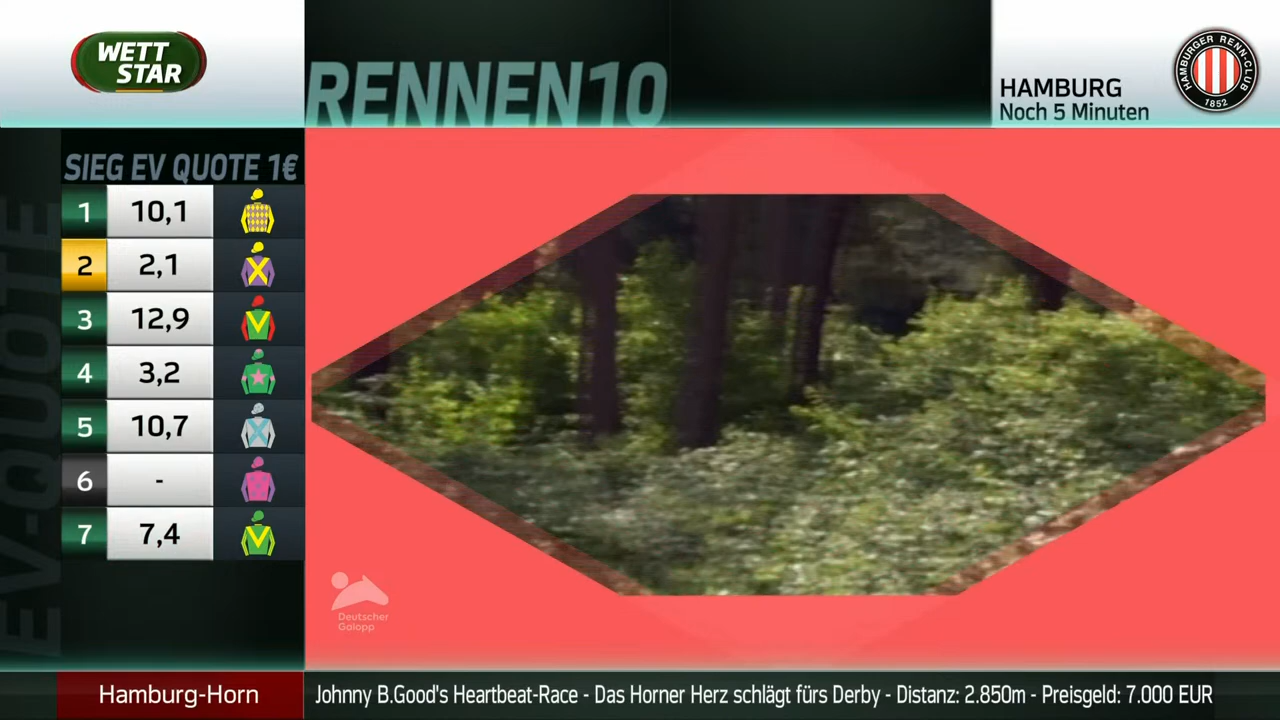 WETT
STAR
RENNEN10
HAMBURG
Noch 5 Minuten
HAMBURGER RENN-CLUB
1852
EV-QUOTE
SIEG EV QUOTE 1€
1 10,1
2 2,1
3 12,9
4 3,2
5 10,7
6 -
7 7,4
Deutscher
Galopp
Hamburg-Horn
Johnny B.Good's Heartbeat-Race - Das Horner Herz schlägt fürs Derby - Distanz: 2.850m - Preisgeld: 7.000 EUR